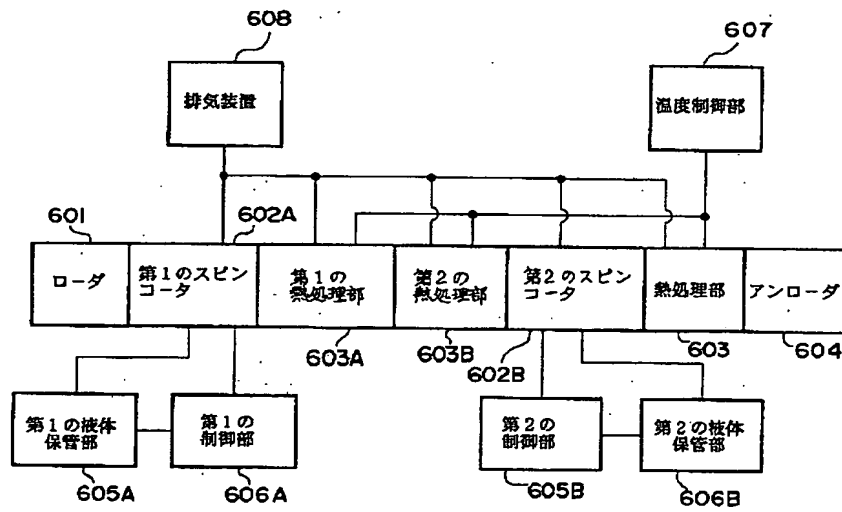 608
607
排気装置
温度制御部
601
602A
ローダ
第1のスピン
コータ
第1の
熱処理部
第2の
熱処理部
第2のスピン
コータ
熱処理部
アンローダ
603A
603B
602B
603
604
第1の液体
保管部
第1の
制御部
第2の
制御部
第2の液体
保管部
605A
606A
605B
606B